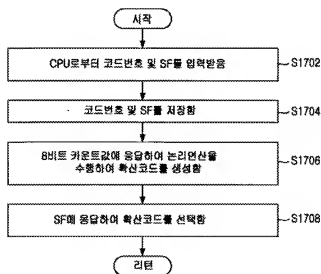 시작
CPU로부터 코드번호 및 SF를 입력받음
S1702
코드번호 및 SF를 저장함
S1704
8비트 카운트값에 응답하여 논리연산을
수행하여 확산코드를 생성함
S1706
SF에 응답하여 확산코드를 선택함
S1708
리턴